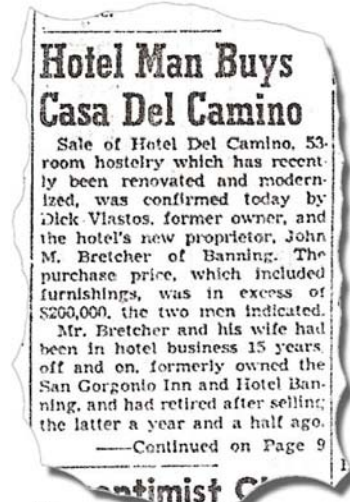 Hotel Man Buys
Casa Del Camino
Sale of Hotel Del Camino, 53-
room hostelry which has recent-
ly been renovated and modern-
ized, was confirmed today by
Dick Vlastos, former owner, and
the hotel's new proprietor, John
M. Bretcher of Banning. The
purchase price, which included
furnishings, was in excess of
$200,000, the two men indicated.
Mr. Bretcher and his wife had
been in hotel business 15 years,
off and on, formerly owned the
San Gorgonio Inn and Hotel Ban-
ning, and had retired after selling
the latter a year and a half ago.
——Continued on Page 9